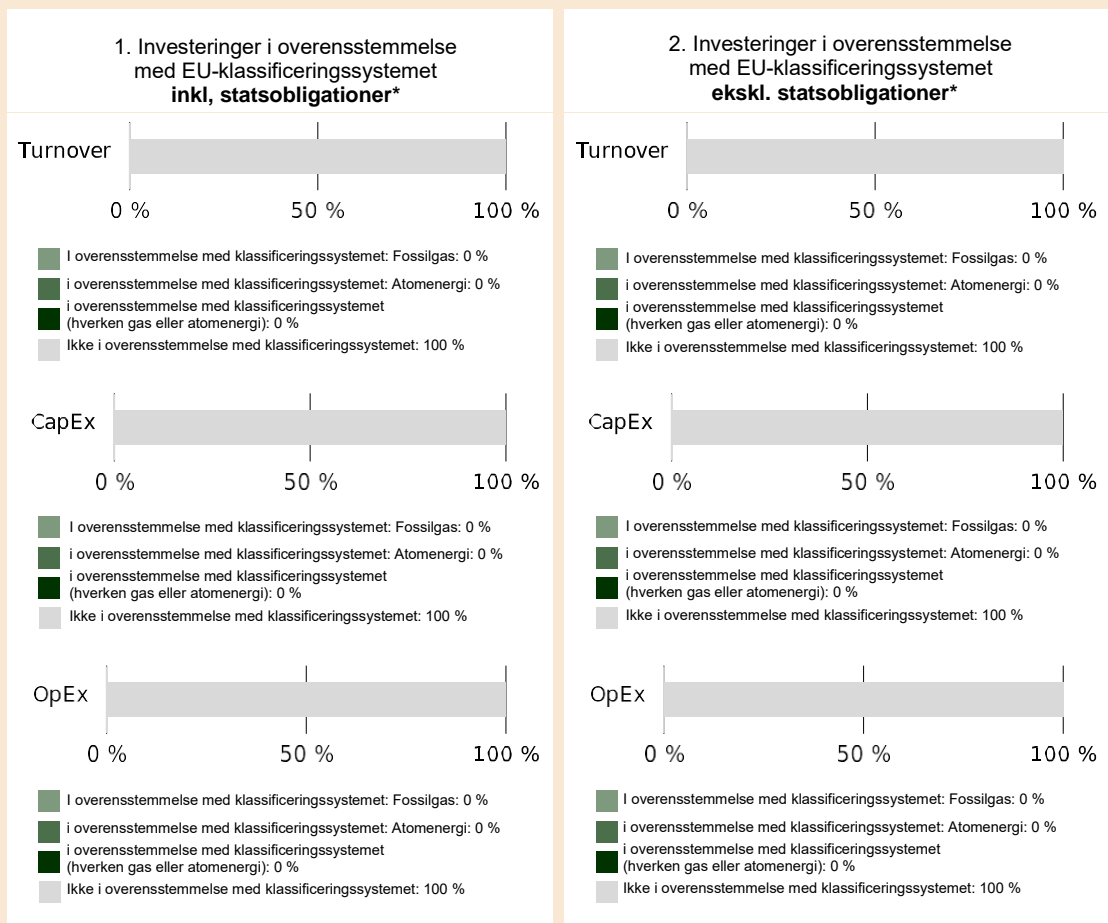 1. Investeringer i overensstemmelse
med EU-klassificeringssystemet
inkl, statsobligationer*
Turnover
0 %
50 %
100 %
I overensstemmelse med klassificeringssystemet: Fossilgas: 0 %
i overensstemmelse med klassificeringssystemet: Atomenergi: 0 %
i overensstemmelse med klassificeringssystemet
(hverken gas eller atomenergi): 0 %
Ikke i overensstemmelse med klassificeringssystemet: 100 %
CapEx
0 %
50 %
100 %
I overensstemmelse med klassificeringssystemet: Fossilgas: 0 %
i overensstemmelse med klassificeringssystemet: Atomenergi: 0 %
i overensstemmelse med klassificeringssystemet
(hverken gas eller atomenergi): 0 %
Ikke i overensstemmelse med klassificeringssystemet: 100 %
OpEx
0 %
50 %
100 %
I overensstemmelse med klassificeringssystemet: Fossilgas: 0 %
i overensstemmelse med klassificeringssystemet: Atomenergi: 0 %
i overensstemmelse med klassificeringssystemet
(hverken gas eller atomenergi): 0 %
Ikke i overensstemmelse med klassificeringssystemet: 100 %
2. Investeringer i overensstemmelse
med EU-klassificeringssystemet
ekskl. statsobligationer*
Turnover
0 %
50 %
100 %
I overensstemmelse med klassificeringssystemet: Fossilgas: 0 %
i overensstemmelse med klassificeringssystemet: Atomenergi: 0 %
i overensstemmelse med klassificeringssystemet
(hverken gas eller atomenergi): 0 %
Ikke i overensstemmelse med klassificeringssystemet: 100 %
CapEx
0 %
50 %
100 %
I overensstemmelse med klassificeringssystemet: Fossilgas: 0 %
i overensstemmelse med klassificeringssystemet: Atomenergi: 0 %
i overensstemmelse med klassificeringssystemet
(hverken gas eller atomenergi): 0 %
Ikke i overensstemmelse med klassificeringssystemet: 100 %
OpEx
0 %
50 %
100 %
I overensstemmelse med klassificeringssystemet: Fossilgas: 0 %
i overensstemmelse med klassificeringssystemet: Atomenergi: 0 %
i overensstemmelse med klassificeringssystemet
(hverken gas eller atomenergi): 0 %
Ikke i overensstemmelse med klassificeringssystemet: 100 %